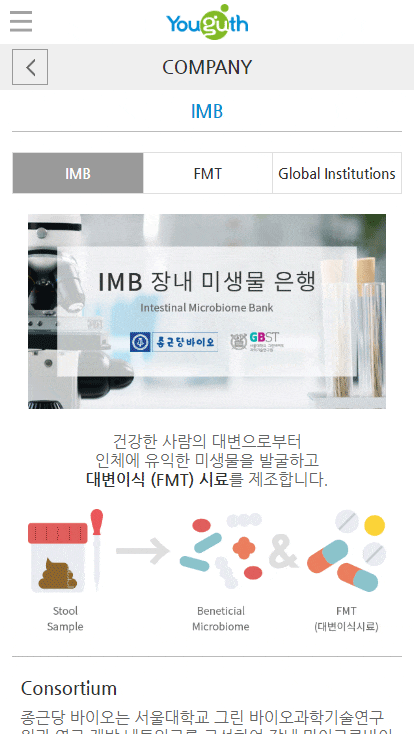 Youguth
COMPANY
IMB
IMB
FMT
Global Institutions
IMB 장내 미생물 은행
Intestinal Microbiome Bank
종근당바이오
GBST
건강한 사람의 대변으로부터
인체에 유익한 미생물을 발굴하고
대변이식 (FMT) 시료를 제조합니다.
&
Stool
Sample
Beneticial
Microbiome
FMT
(대변이식시료)
Consortium
종근당 바이오는 서울대학교 그린 바이오과학기술연구